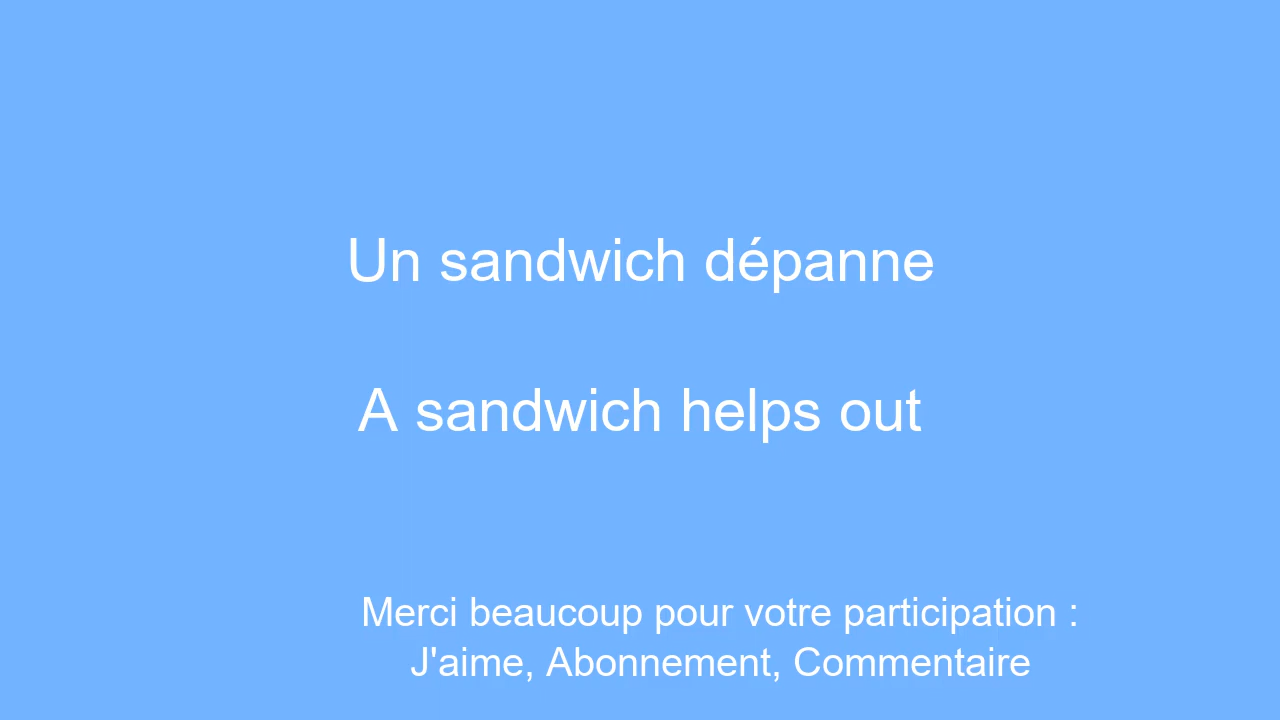 Un sandwich dépanne
A sandwich helps out
Merci beaucoup pour votre participation :
J'aime, Abonnement, Commentaire